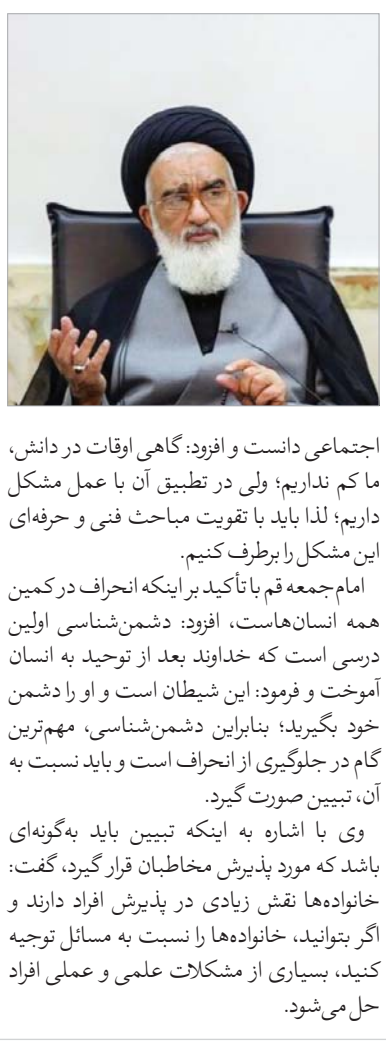 اجتماعی دانست و افزود: گاهی اوقات در دانش،
ما کم نداریم؛ ولی در تطبیق آن با عمل مشکل
داریم؛ لذا باید با تقویت مباحث فنی و حرفه‌ای
این مشکل را برطرف کنیم.
امام‌جمعه قم با تأکید بر اینکه انحراف در کمین
همه انسان‌هاست، افزود: دشمن‌شناسی اولین
درسی است که خداوند بعد از توحید به انسان
آموخت و فرمود: این شیطان است و او را دشمن
خود بگیرید؛ بنابراین دشمن‌شناسی، مهم‌ترین
گام در جلوگیری از انحراف است و باید نسبت به
آن، تبیین صورت گیرد.
وی با اشاره به اینکه تبیین باید به‌گونه‌ای
باشد که مورد پذیرش مخاطبان قرار گیرد، گفت:
خانواده‌ها نقش زیادی در پذیرش افراد دارند و
اگر بتوانید، خانواده‌ها را نسبت به مسائل توجیه
کنید، بسیاری از مشکلات علمی و عملی افراد
حل می‌شود.